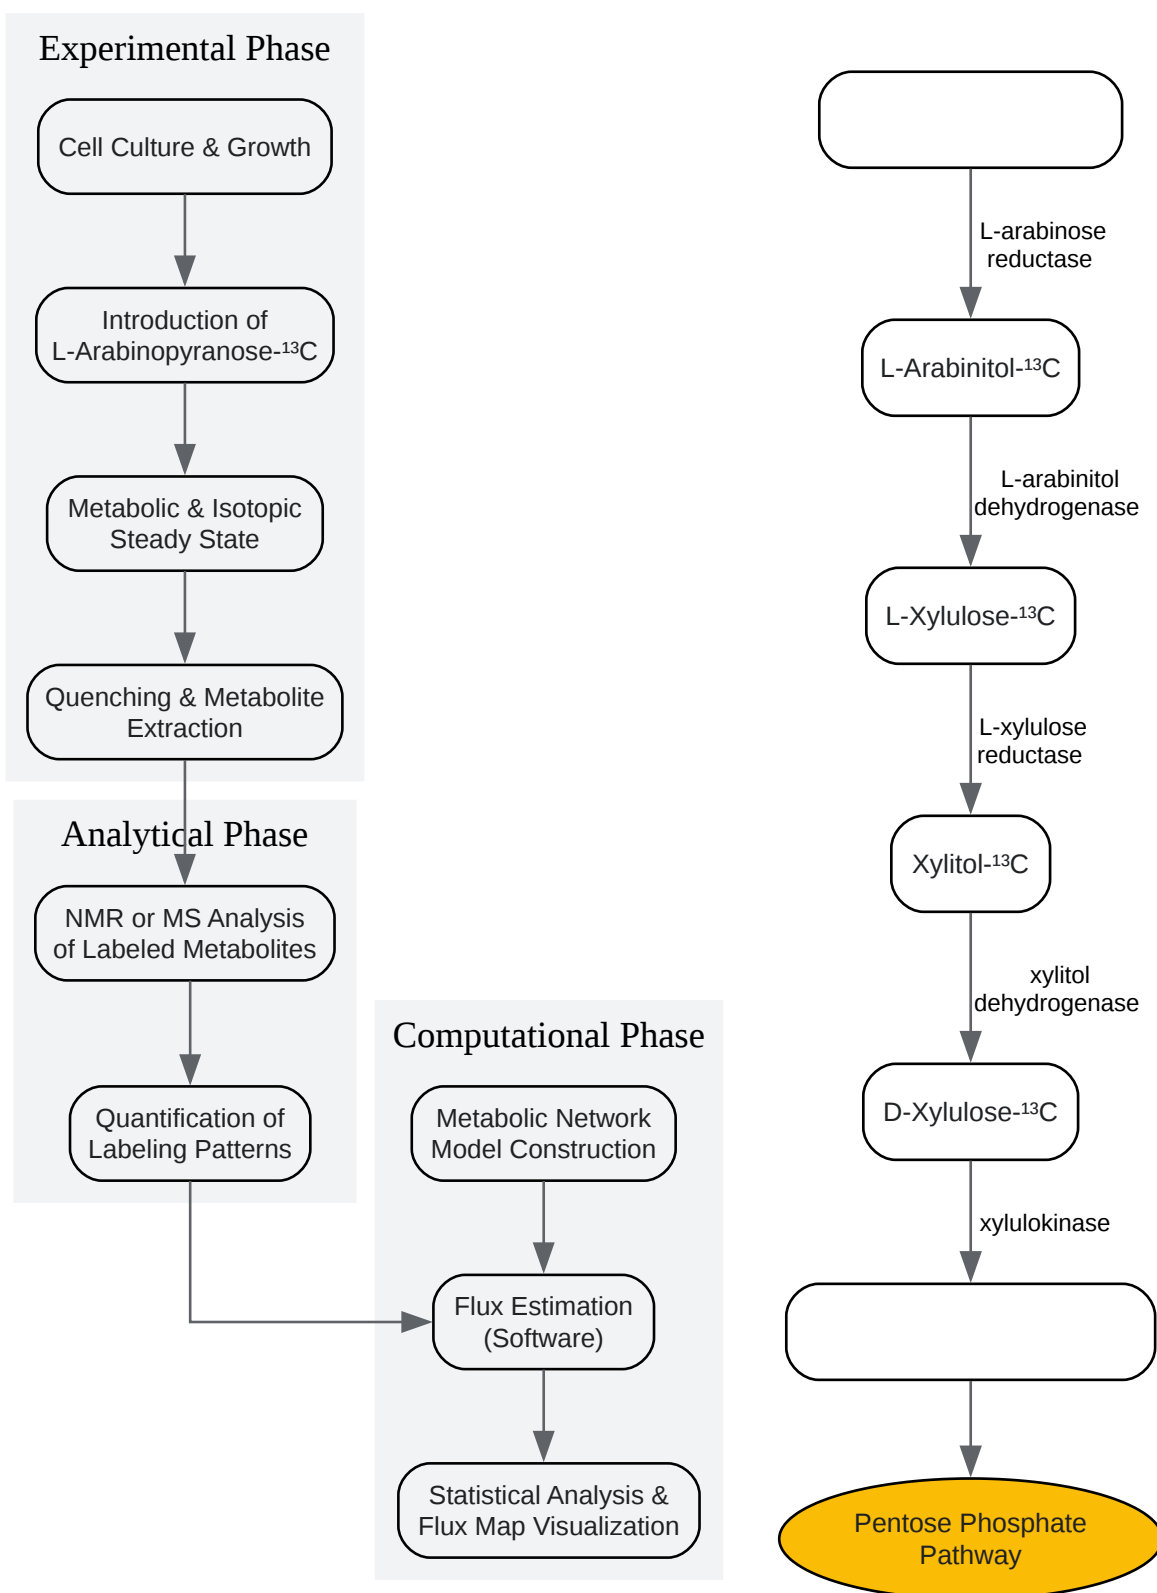 Experimental Phase
Cell Culture & Growth
Introduction of
L-Arabinopyranose-¹³C
Metabolic & Isotopic
Steady State
Quenching & Metabolite
Extraction
Analytical Phase
NMR or MS Analysis
of Labeled Metabolites
Quantification of
Labeling Patterns
Computational Phase
Metabolic Network
Model Construction
Flux Estimation
(Software)
Statistical Analysis &
Flux Map Visualization
L-arabinose
reductase
L-Arabinitol-¹³C
L-arabinitol
dehydrogenase
L-Xylulose-¹³C
L-xylulose
reductase
Xylitol-¹³C
xylitol
dehydrogenase
D-Xylulose-¹³C
xylulokinase
Pentose Phosphate
Pathway